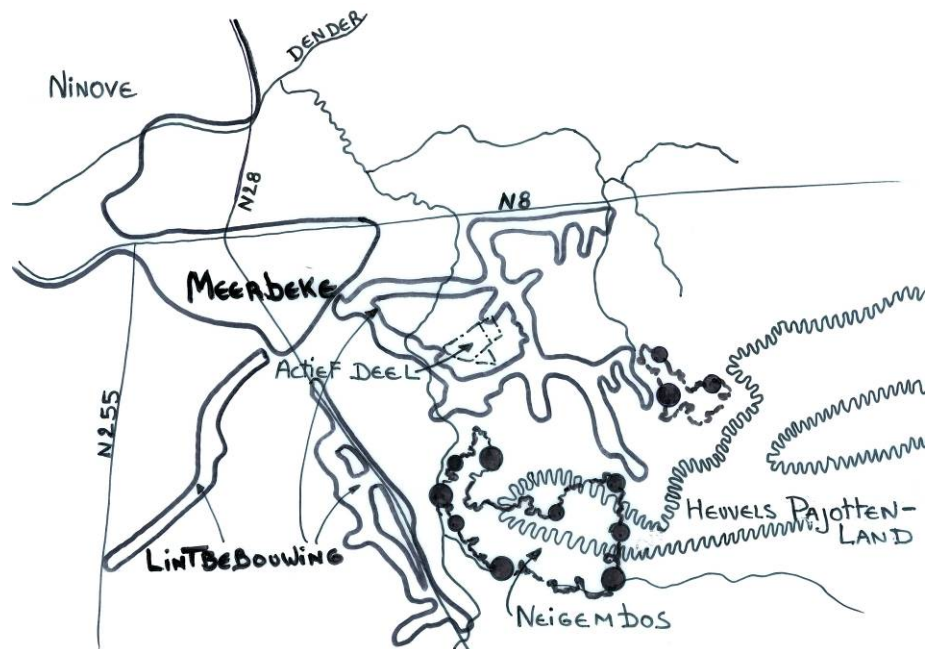 DENDER
NINOVE
N28
N8
MEERBEKE
ACTIEF DEEL
N255
HEUVELS PAJOTTEN-
LAND
LINTBEBOUWING
NEIGEMBOS